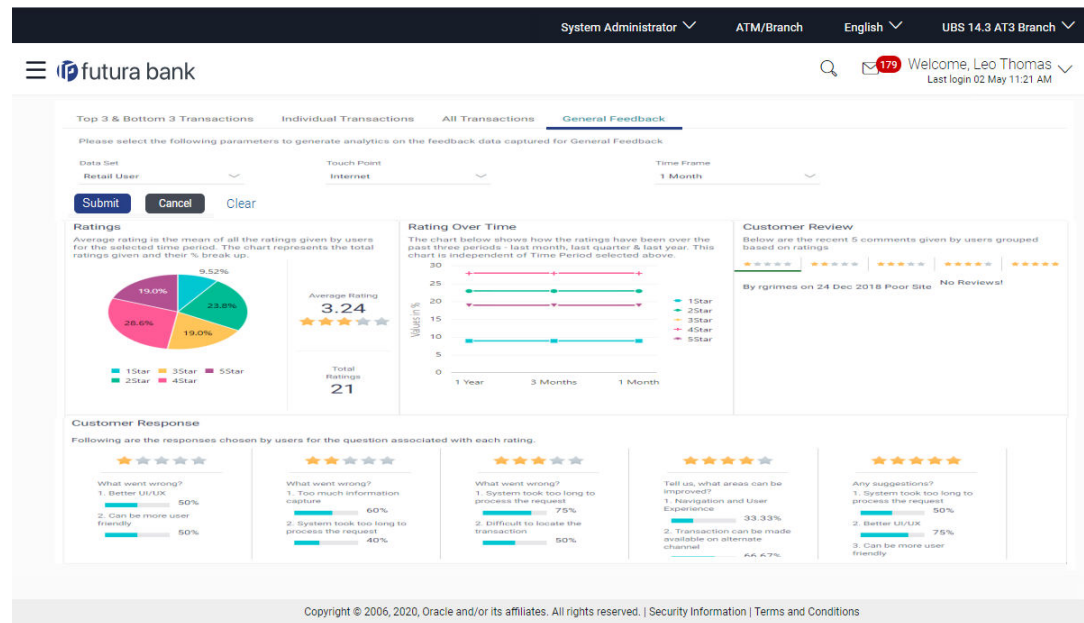 System Administrator ATM/Branch English UBS 14.3 AT3 Branch
futura bank
179 Welcome, Leo Thomas
Last login 02 May 11:21 AM
Top 3 & Bottom 3 Transactions Individual Transactions All Transactions General Feedback
Please select the following parameters to generate analytics on the feedback data captured for General Feedback
Data Set Touch Point Time Frame
Retail User Internet 1 Month
Submit Cancel Clear
Ratings
Average rating is the mean of all the ratings given by users
for the selected time period. The chart represents the total
ratings given and their % break up.
9.52%
23.8%
19.0%
28.6%
19.0%
1Star 3Star 5Star
2Star 4Star
Average Rating
3.24
Total
Ratings
21
Rating Over Time
The chart below shows how the ratings have been over the
past three periods - last month, last quarter & last year. This
chart is independent of Time Period selected above.
Values in %
30
25
20
15
10
5
0
1 Year 3 Months 1 Month
1Star
2Star
3Star
4Star
5Star
Customer Review
Below are the recent 5 comments given by users grouped
based on ratings
By rgrimes on 24 Dec 2018 Poor Site No Reviews!
Customer Response
Following are the responses chosen by users for the question associated with each rating.
What went wrong?
1. Better UI/UX
50%
2. Can be more user
friendly
50%
What went wrong?
1. Too much information
capture
60%
2. System took too long to
process the request
40%
What went wrong?
1. System took too long to
process the request
75%
2. Difficult to locate the
transaction
50%
Tell us, what areas can be
improved?
1. Navigation and User
Experience
33.33%
2. Transaction can be made
available on alternate
channel
66.67%
Any suggestions?
1. System took too long to
process the request
50%
2. Better UI/UX
75%
3. Can be more user
friendly
Copyright © 2006, 2020, Oracle and/or its affiliates. All rights reserved. | Security Information | Terms and Conditions